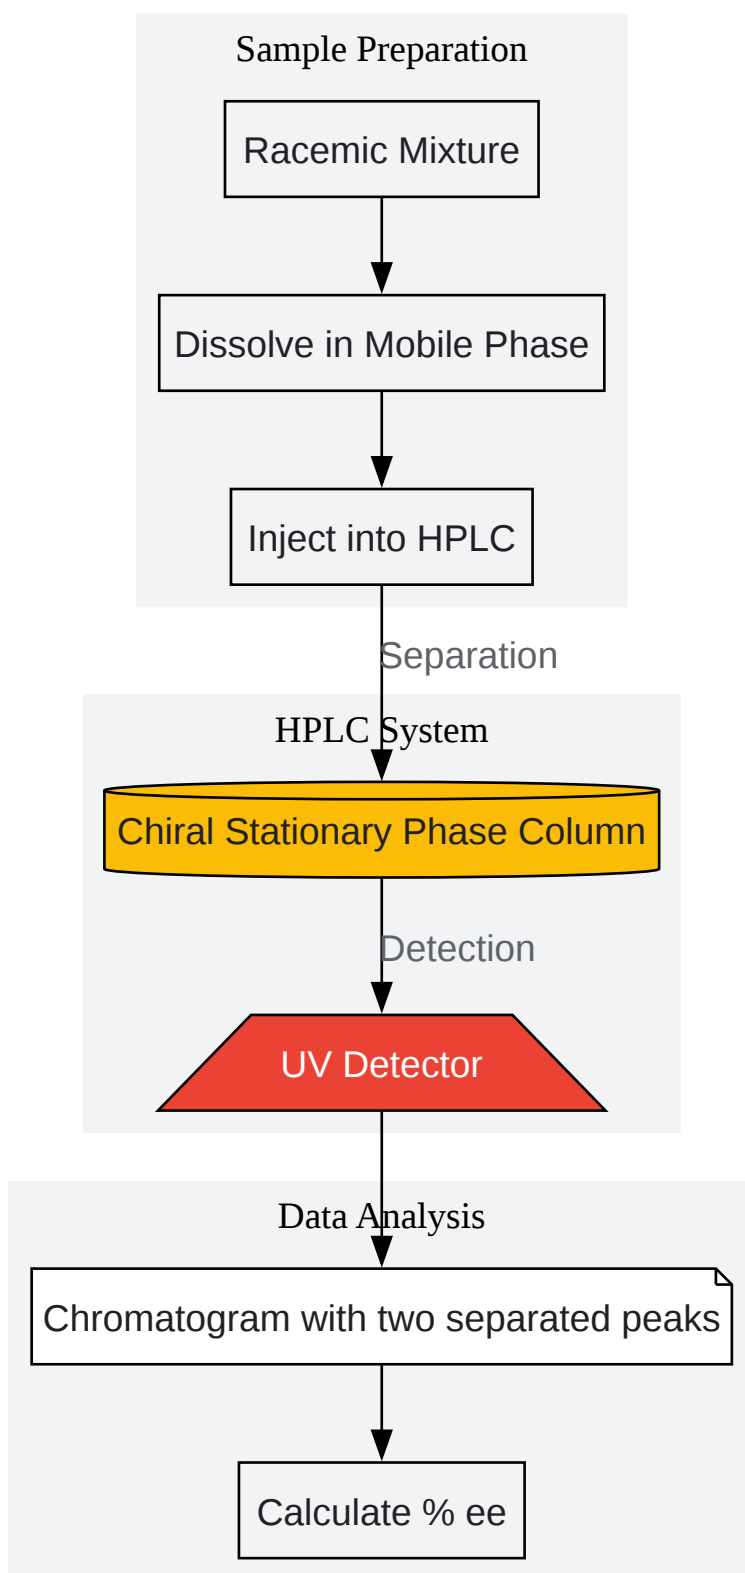 Sample Preparation
Racemic Mixture
Dissolve in Mobile Phase
Inject into HPLC
Separation
HPLC System
Chiral Stationary Phase Column
Detection
UV Detector
Data Analysis
Chromatogram with two separated peaks
Calculate % ee